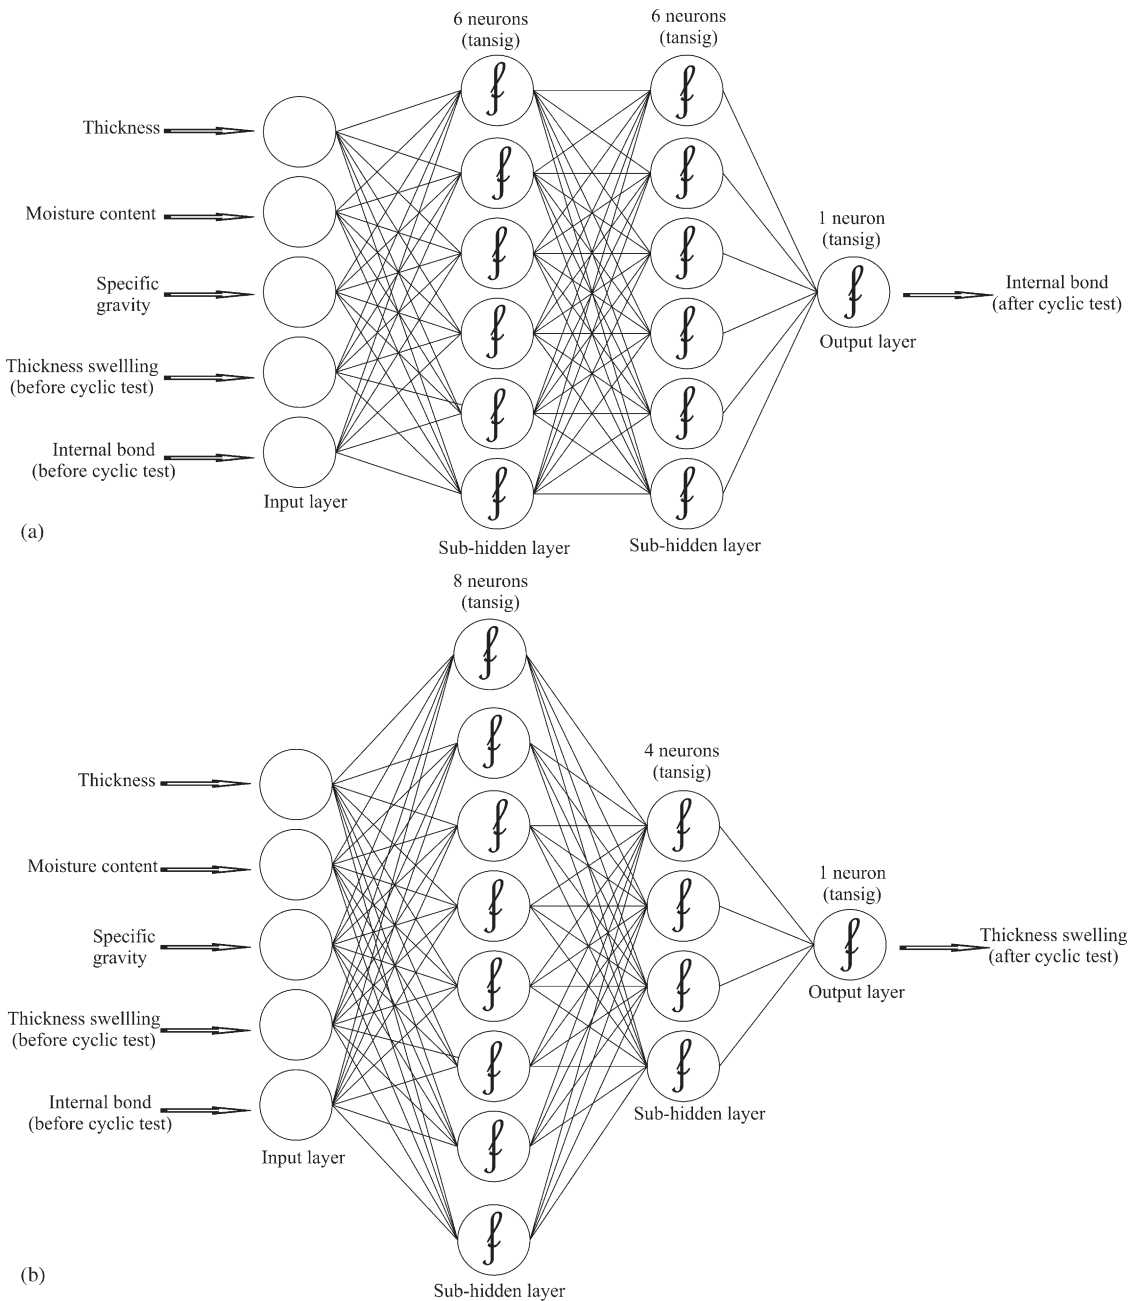 6 neurons
(tansig)
6 neurons
(tansig)
Thickness
Moisture content
Specific
gravity
Thickness swellling
(before cyclic test)
Internal bond
(before cyclic test)
Input layer
1 neuron
(tansig)
Output layer
Internal bond
(after cyclic test)
Sub-hidden layer
Sub-hidden layer
(a)
8 neurons
(tansig)
4 neurons
(tansig)
Thickness
Moisture content
Specific
gravity
Thickness swellling
(before cyclic test)
Internal bond
(before cyclic test)
Input layer
1 neuron
(tansig)
Output layer
Thickness swelling
(after cyclic test)
Sub-hidden layer
Sub-hidden layer
(b)